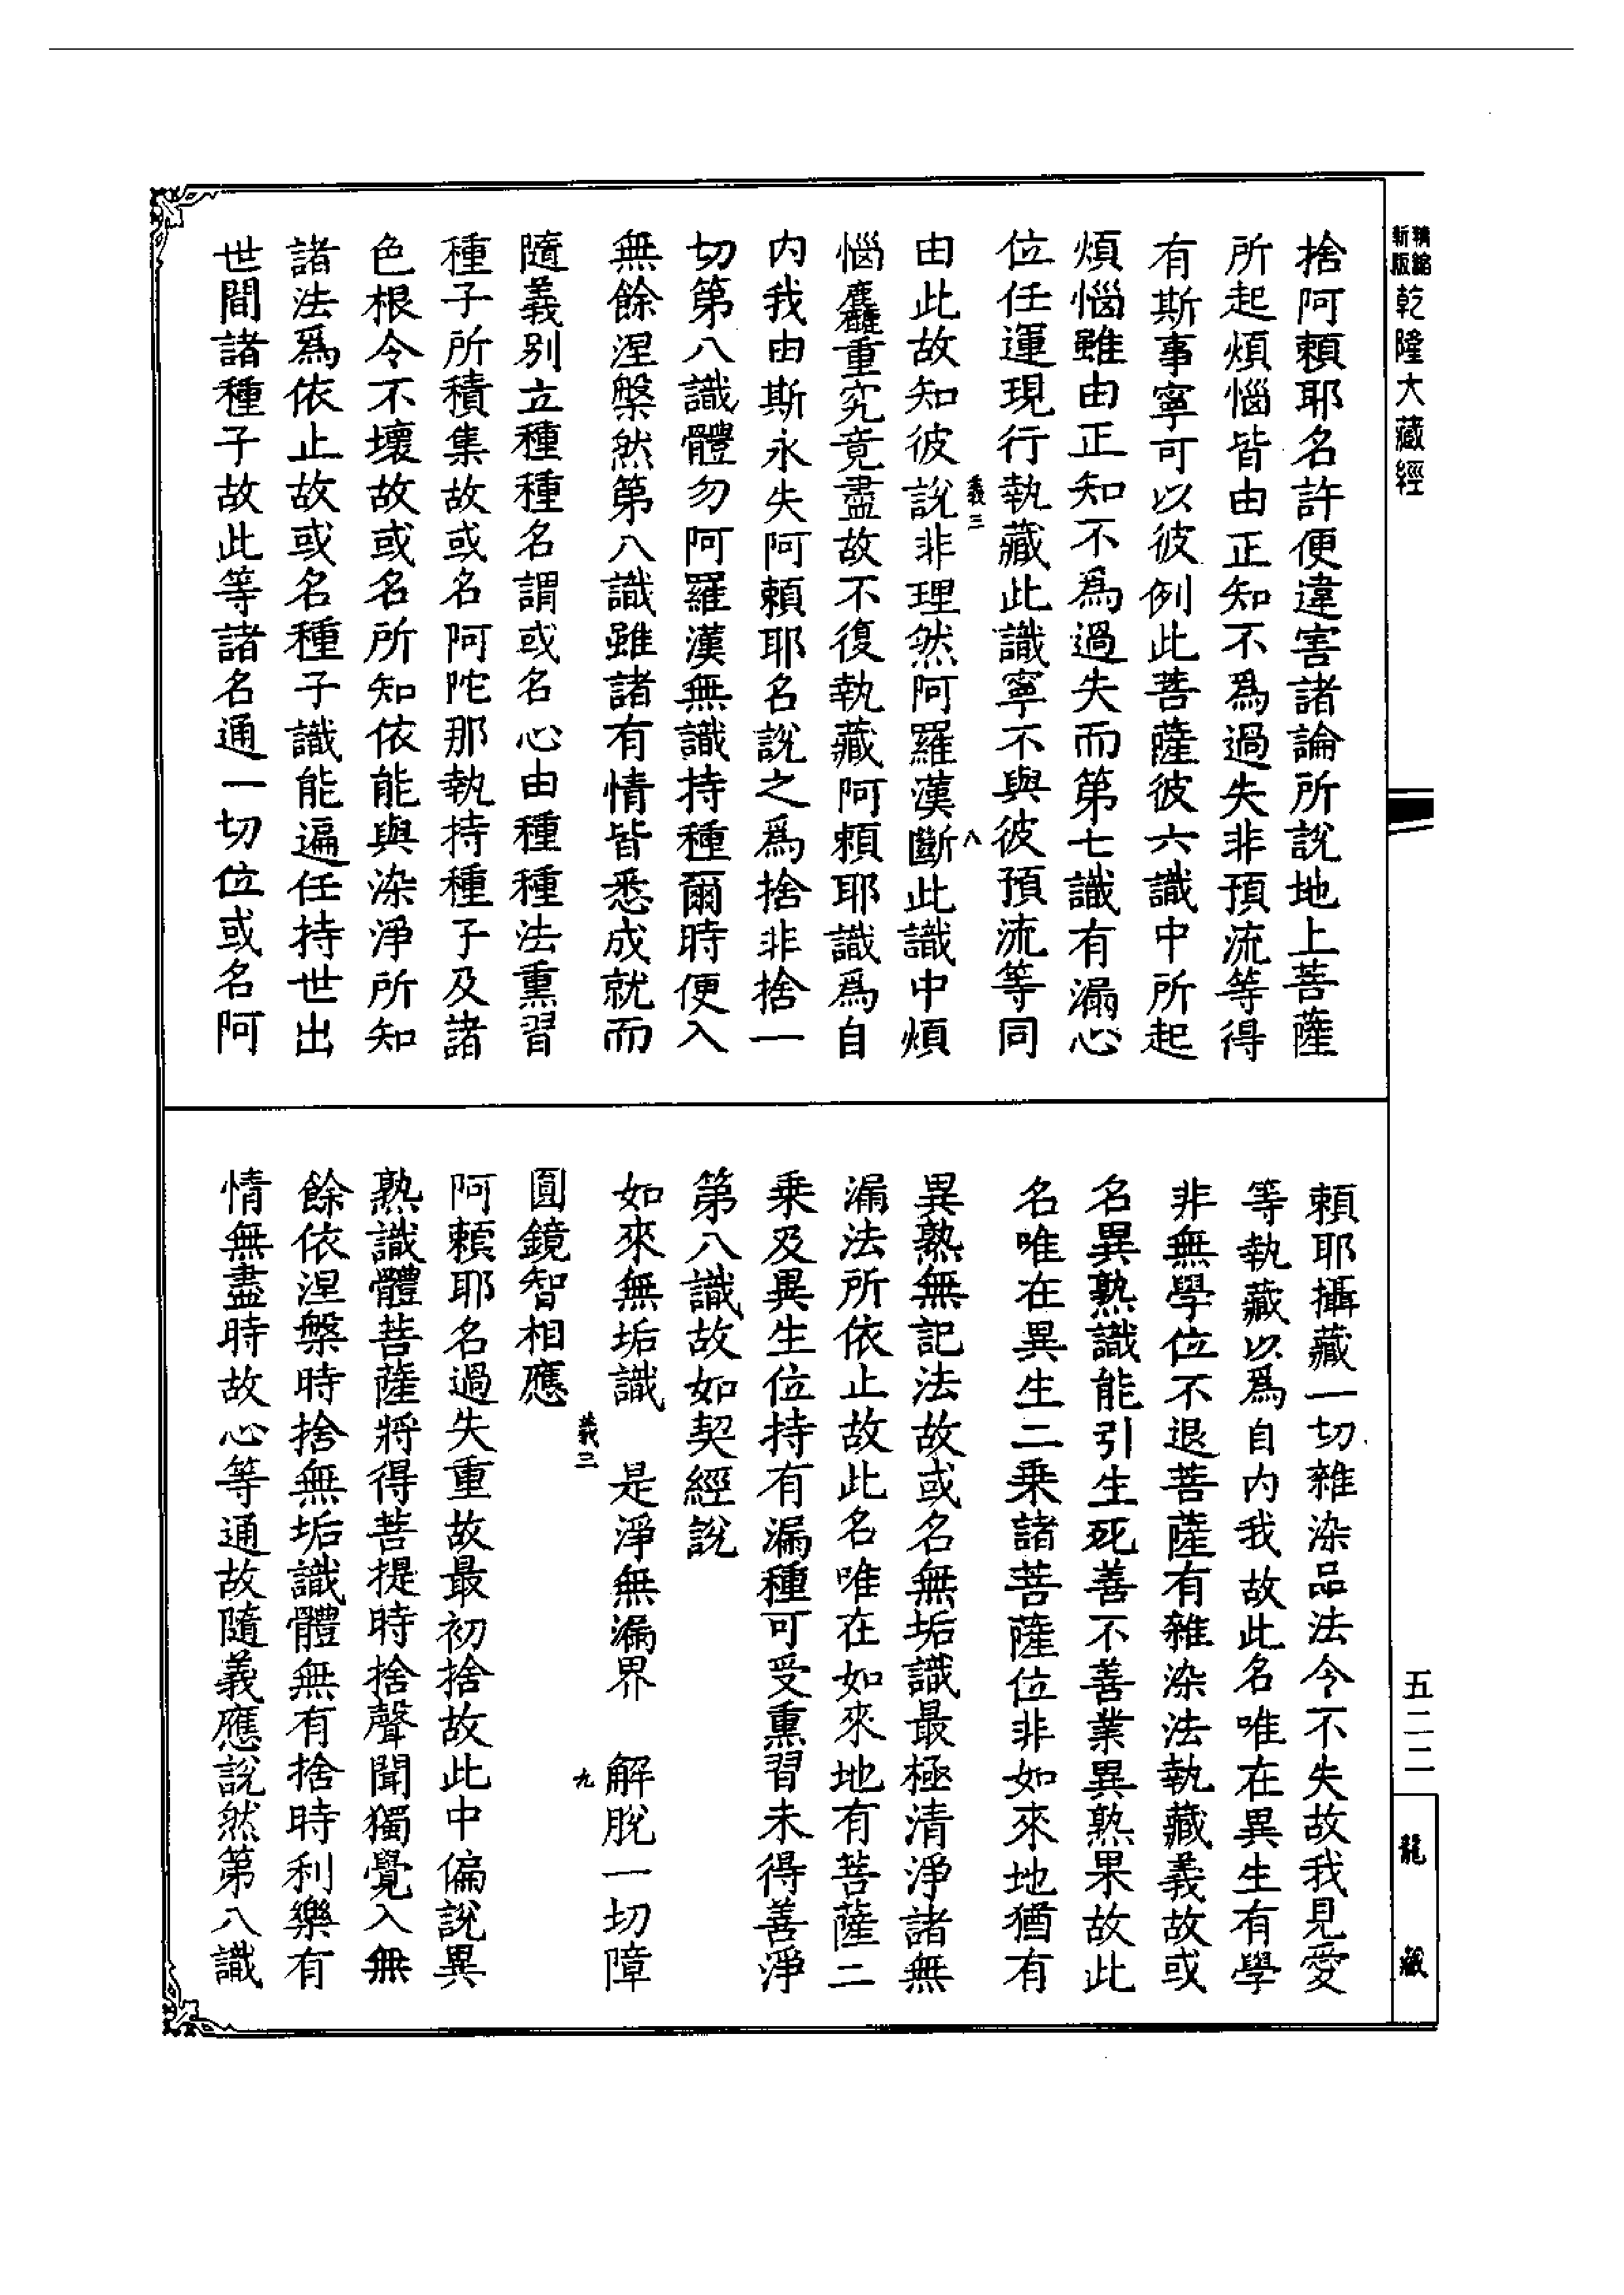 精縮新版乾隆大藏經
捨阿賴耶名許便違害諸論所說地上菩薩
所起煩惱皆由正知不爲過失非預流等得
有斯事寧可以彼例此菩薩彼六識中所起
煩惱雖由正知不爲過失而第七識有漏心
位任運現行執藏此識寧不與彼預流等同
義三
八
由此故知彼說非理然阿羅漢斷此識中煩
惱麤重究竟盡故不復執藏阿賴耶識爲自
内我由斯永失阿賴耶名說之爲捨非捨一
切第八識體勿阿羅漢無識持種爾時便入
無餘涅槃然第八識雖諸有情皆悉成就而
隨義別立種種名謂或名心由種種法熏習
種子所積集故或名阿陀那執持種子及諸
色根令不壞故或名所知依能與染淨所知
諸法爲依止故或名種子識能遍任持世出
世間諸種子故此等諸名通一切位或名阿
賴耶攝藏一切雜染品法令不失故我見愛
等執藏以爲自内我故此名唯在異生有學
非無學位不退菩薩有雜染法執藏義故或
名異熟識能引生死善不善業異熟果故此
名唯在異生二乘諸菩薩位非如來地猶有
異熟無記法故或名無垢識最極清淨諸無
漏法所依止故此名唯在如來地有菩薩二
乘及異生位持有漏種可受熏習未得善淨
第八識故如契經說
如來無垢識　是淨無漏界　解脫一切障
義三
九
圓鏡智相應
阿賴耶名過失重故最初捨故此中偏說異
熟識體菩薩將得菩提時捨聲聞獨覺入無
餘依涅槃時捨無垢識體無有捨時利樂有
情無盡時故心等通故隨義應說然第八識
五二二
龍藏